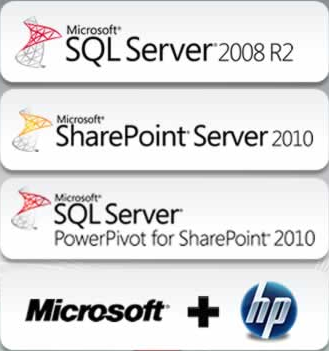 Microsoft®
SQL Server® 2008 R2
Microsoft®
SharePoint® Server 2010
Microsoft®
SQL Server®
PowerPivot for SharePoint® 2010
Microsoft® + hp